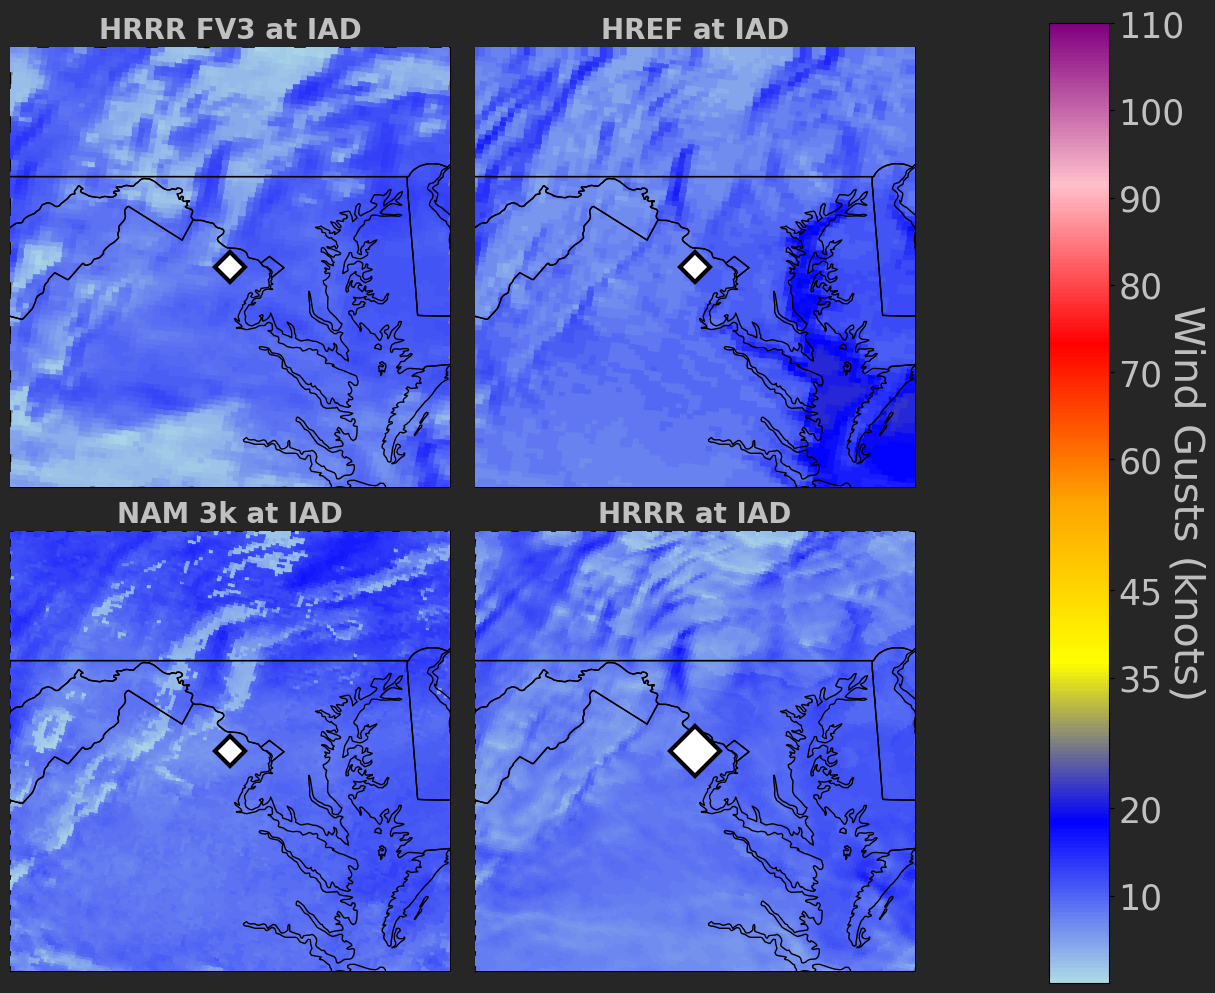 HRRR FV3 at IAD
HREF at IAD
NAM 3k at IAD
HRRR at IAD
110
100
90
80
70
60
45
35
20
10
Wind Gusts (knots)